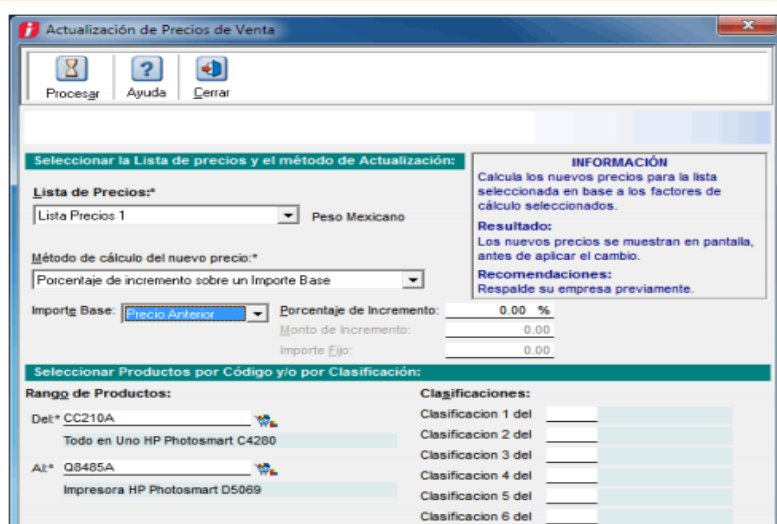 Actualización de Precios de Venta
Procesar Ayuda Cerrar
Seleccionar la Lista de precios y el método de Actualización:
Lista de Precios:*
Lista Precios 1 Peso Mexicano
Método de cálculo del nuevo precio:*
Porcentaje de incremento sobre un Importe Base
Importe Base: Precio Anterior Porcentaje de Incremento: 0.00 %
Monto de Incremento: 0.00
Importe Fijo: 0.00
INFORMACIÓN
Calcula los nuevos precios para la lista
seleccionada en base a los factores de
cálculo seleccionados.
Resultado:
Los nuevos precios se muestran en pantalla,
antes de aplicar el cambio.
Recomendaciones:
Respalde su empresa previamente.
Seleccionar Productos por Código y/o por Clasificación:
Rango de Productos:
Del:* CC210A
Todo en Uno HP Photosmart C4280
Al:* Q8485A
Impresora HP Photosmart D5069
Clasificaciones:
Clasificacion 1 del
Clasificacion 2 del
Clasificacion 3 del
Clasificacion 4 del
Clasificacion 5 del
Clasificacion 6 del